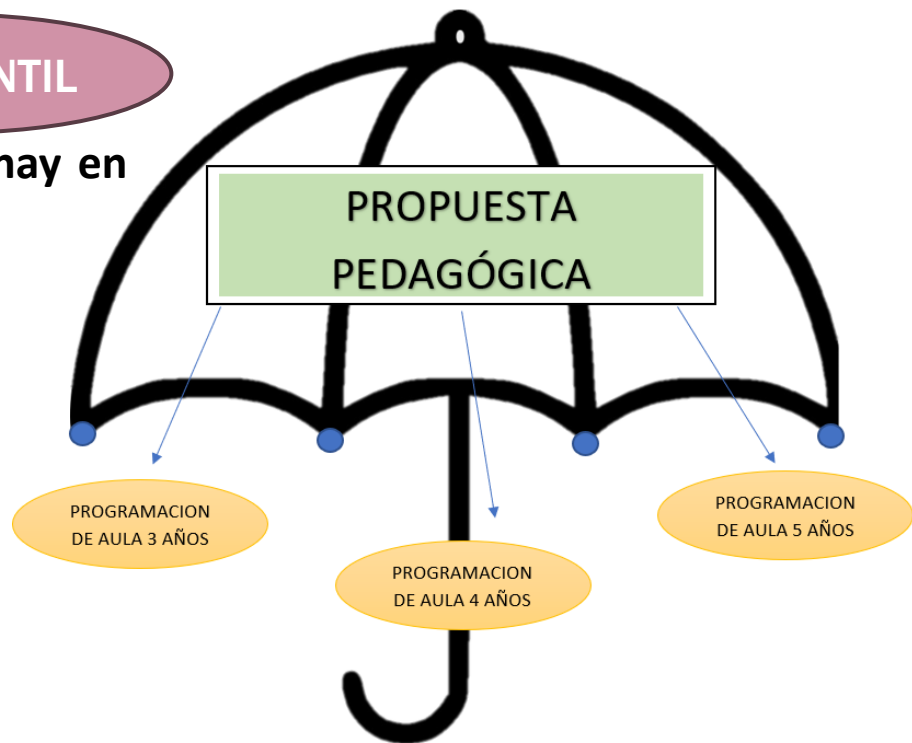 NTIL
hay en
PROPUESTA
PEDAGÓGICA
PROGRAMACION
DE AULA 3 AÑOS
PROGRAMACION
DE AULA 4 AÑOS
PROGRAMACION
DE AULA 5 AÑOS